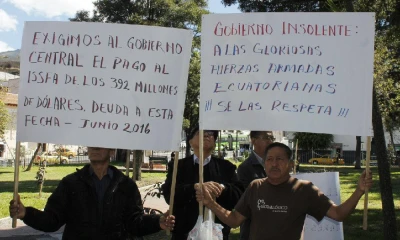 EXIGIMOS AL GOBIERNO
CENTRAL EL PAGO AL
ISSFA DE LOS 392 MILLONES
DE DÓLARES. DEUDA A ESTA
FECHA - JUNIO 2016
GOBIERNO INSOLENTE:
A LAS GLORIOSAS
FUERZAS ARMADAS
ECUATORIANAS
¡¡¡ SE LAS RESPETA !!!